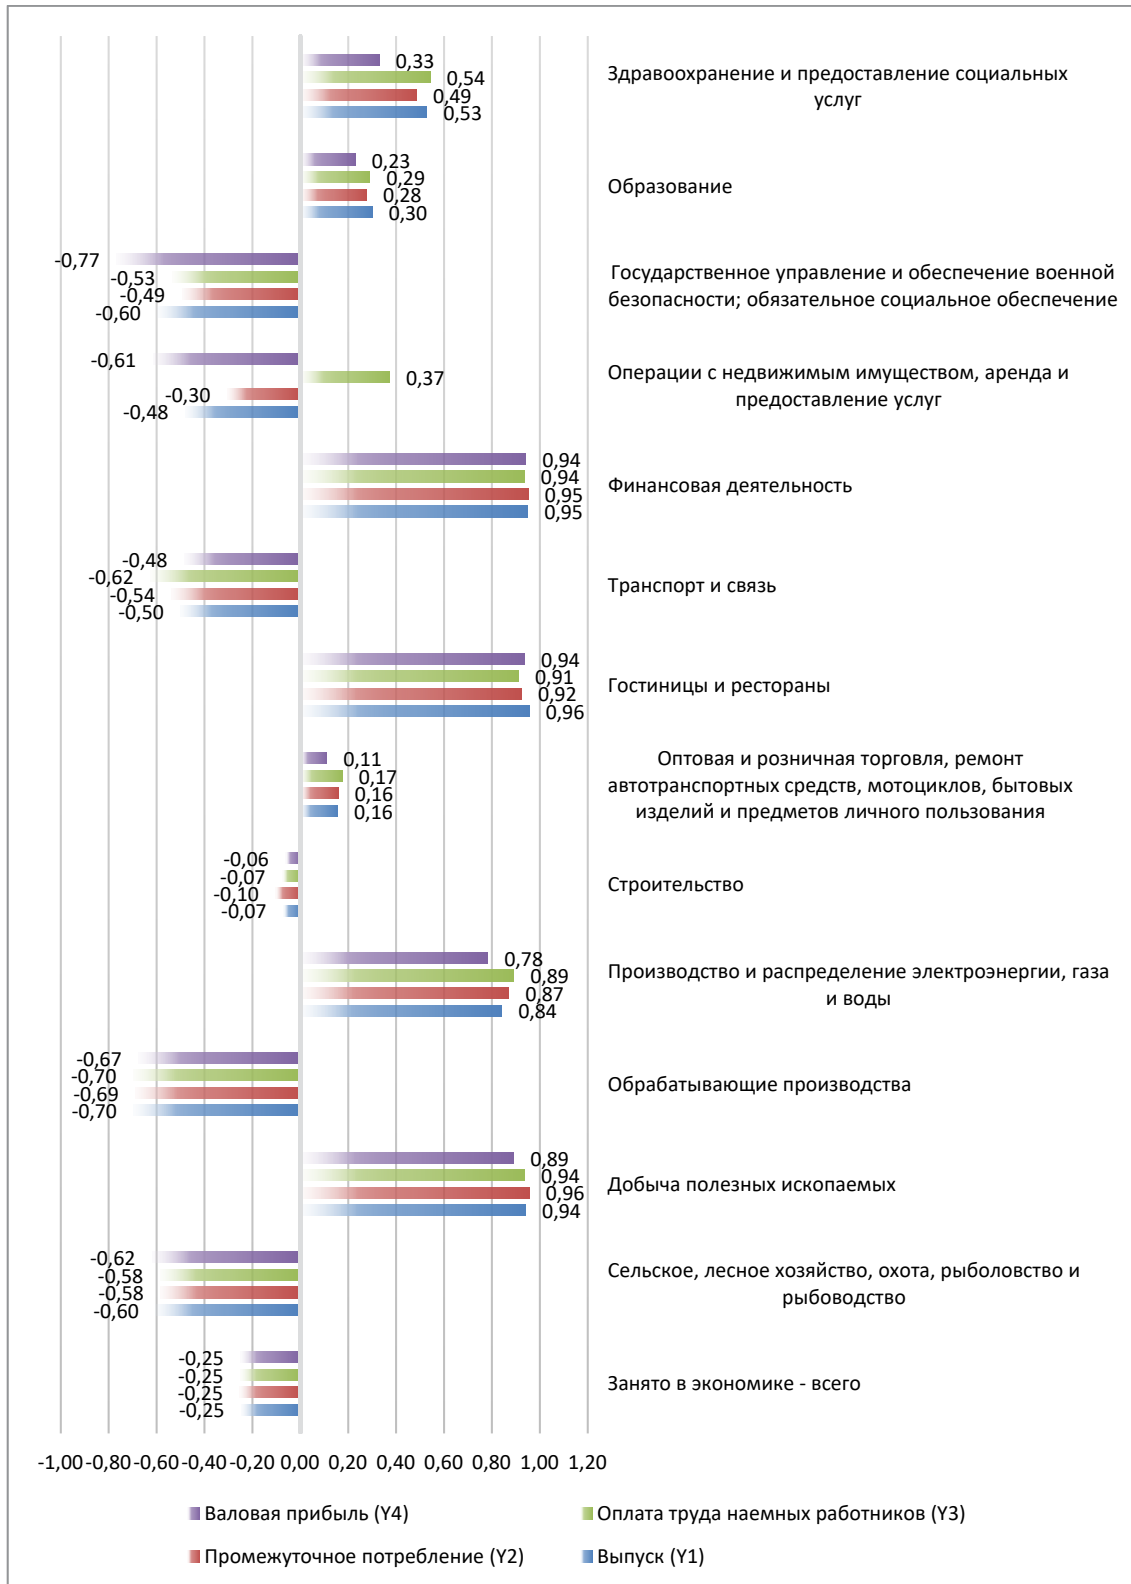 0,33
0,54
0,49
0,53
Здравоохранение и предоставление социальных
услуг
0,23
0,29
0,28
0,30
Образование
-0,77
-0,53
-0,49
-0,60
Государственное управление и обеспечение военной
безопасности; обязательное социальное обеспечение
-0,61
0,37
-0,30
-0,48
Операции с недвижимым имуществом, аренда и
предоставление услуг
0,94
0,94
0,95
0,95
Финансовая деятельность
-0,48
-0,62
-0,54
-0,50
Транспорт и связь
0,94
0,91
0,92
0,96
Гостиницы и рестораны
0,11
0,17
0,16
0,16
Оптовая и розничная торговля, ремонт
автотранспортных средств, мотоциклов, бытовых
изделий и предметов личного пользования
-0,06
-0,07
-0,10
-0,07
Строительство
0,78
0,89
0,87
0,84
Производство и распределение электроэнергии, газа
и воды
-0,67
-0,70
-0,69
-0,70
Обрабатывающие производства
0,89
0,94
0,96
0,94
Добыча полезных ископаемых
-0,62
-0,58
-0,58
-0,60
Сельское, лесное хозяйство, охота, рыболовство и
рыбоводство
-0,25
-0,25
-0,25
-0,25
Занято в экономике - всего
-1,00 -0,80 -0,60 -0,40 -0,20 0,00 0,20 0,40 0,60 0,80 1,00 1,20
Валовая прибыль (Y4) Оплата труда наемных работников (Y3)
Промежуточное потребление (Y2) Выпуск (Y1)